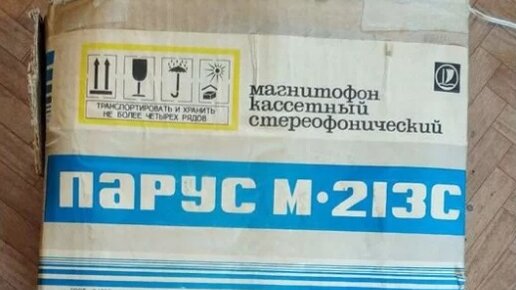 ТРАНСПОРТИРОВАТЬ И ХРАНИТЬ
НЕ БОЛЕЕ ЧЕТЫРЕХ РЯДОВ
магнитофон
кассетный
стереофонический
ПАРУС М·213С